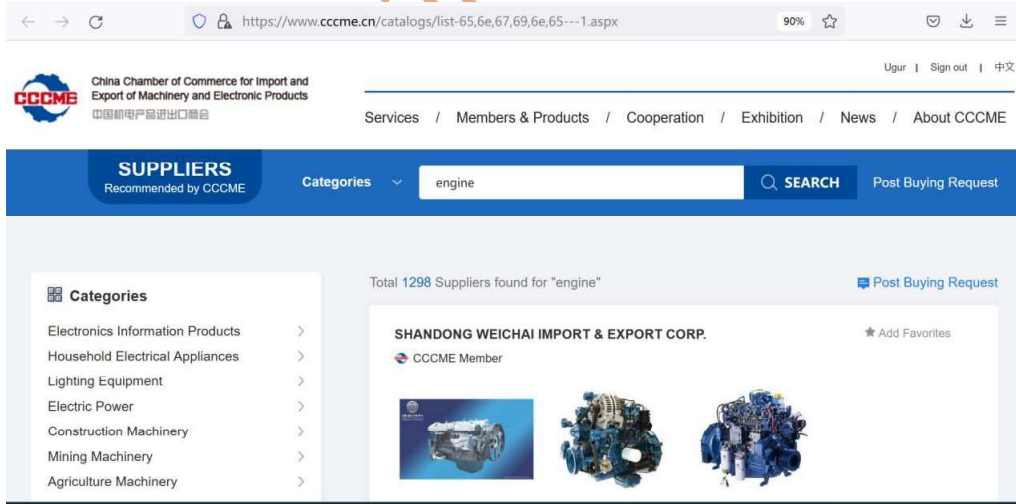 https://www.cccme.cn/catalogs/list-65,6e,67,69,6e,65---1.aspx
90%
Ugur | Sign out | 中文
CCCME
China Chamber of Commerce for Import and
Export of Machinery and Electronic Products
中国机电产品进出口商会
Services / Members & Products / Cooperation / Exhibition / News / About CCCME
SUPPLIERS
Recommended by CCCME
Categories
engine
SEARCH
Post Buying Request
Total 1298 Suppliers found for "engine"
Post Buying Request
Categories
Electronics Information Products
Household Electrical Appliances
Lighting Equipment
Electric Power
Construction Machinery
Mining Machinery
Agriculture Machinery
SHANDONG WEICHAI IMPORT & EXPORT CORP.
Add Favorites
CCCME Member